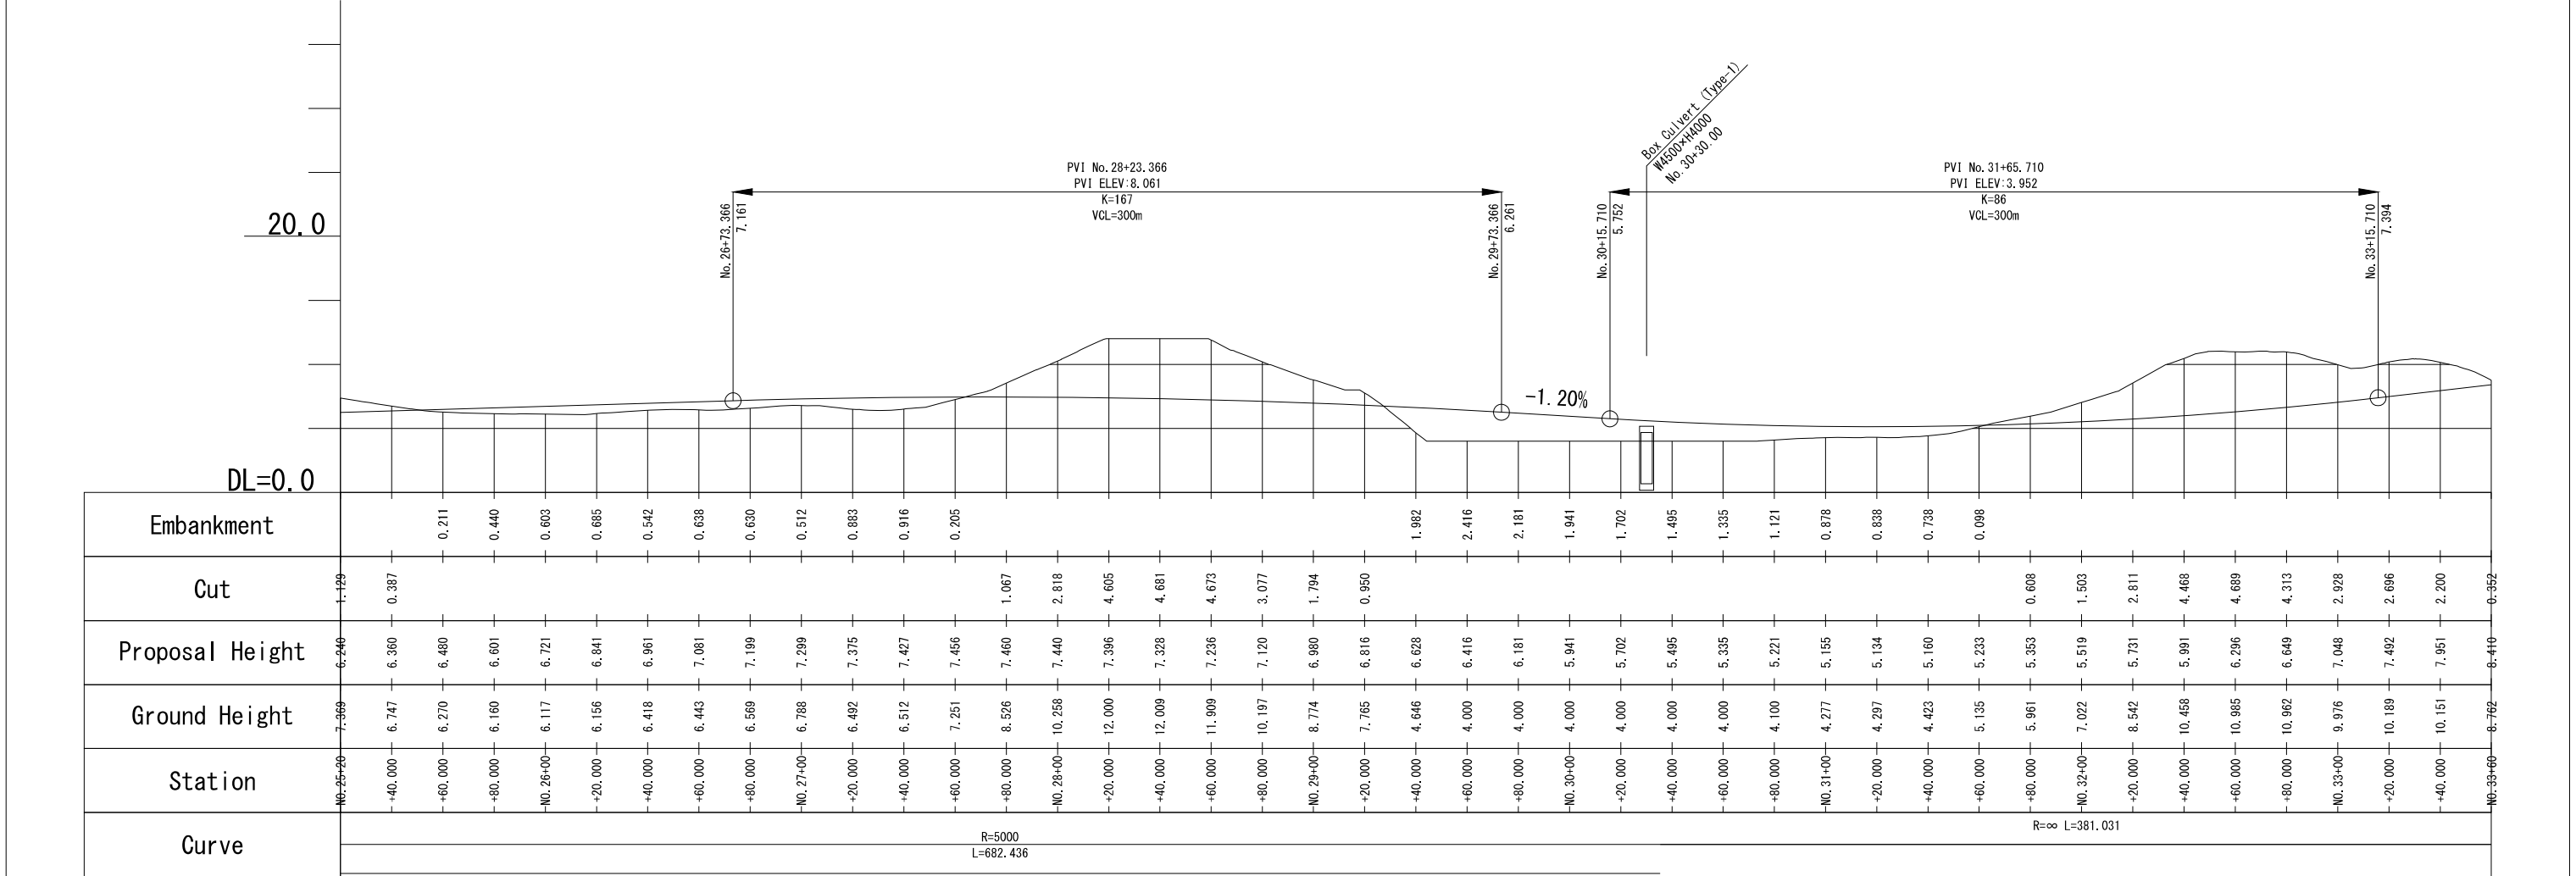 Box Culvert (Type-1)
W4500×H4000
No.30+30.00
PVI No.28+23.366
PVI ELEV:8.061
K=167
VCL=300m
PVI No.31+65.710
PVI ELEV:3.952
K=86
VCL=300m
No.26+73.366
7.161
No.29+73.366
6.261
No.30+15.710
5.752
No.33+15.710
7.394
20.0
-1.20%
DL=0.0
Embankment 0.211 0.440 0.603 0.685 0.542 0.638 0.630 0.512 0.883 0.916 0.205 1.982 2.416 2.181 1.941 1.702 1.495 1.335 1.121 0.878 0.838 0.738 0.098
Cut 1.129 0.387 1.067 2.818 4.605 4.681 4.673 3.077 1.794 0.950 0.608 1.503 2.811 4.468 4.689 4.313 2.928 2.696 2.200 0.352
Proposal Height 6.240 6.360 6.480 6.601 6.721 6.841 6.961 7.081 7.199 7.299 7.375 7.427 7.456 7.460 7.440 7.396 7.328 7.236 7.120 6.980 6.816 6.628 6.416 6.181 5.941 5.702 5.495 5.335 5.221 5.155 5.134 5.160 5.233 5.353 5.519 5.731 5.991 6.296 6.649 7.048 7.492 7.951 8.410
Ground Height 7.369 6.747 6.270 6.160 6.117 6.156 6.418 6.443 6.569 6.788 6.492 6.512 7.251 8.526 10.258 12.000 12.009 11.909 10.197 8.774 7.765 4.646 4.000 4.000 4.000 4.000 4.000 4.000 4.100 4.277 4.297 4.423 5.135 5.961 7.022 8.542 10.458 10.985 10.962 9.976 10.189 10.151 8.762
Station NO.25+20 +40.000 +60.000 +80.000 NO.26+00 +20.000 +40.000 +60.000 +80.000 NO.27+00 +20.000 +40.000 +60.000 +80.000 NO.28+00 +20.000 +40.000 +60.000 +80.000 NO.29+00 +20.000 +40.000 +60.000 +80.000 NO.30+00 +20.000 +40.000 +60.000 +80.000 NO.31+00 +20.000 +40.000 +60.000 +80.000 NO.32+00 +20.000 +40.000 +60.000 +80.000 NO.33+00 +20.000 +40.000 NO.33+60
Curve
R=5000
L=682.436
R=∞ L=381.031